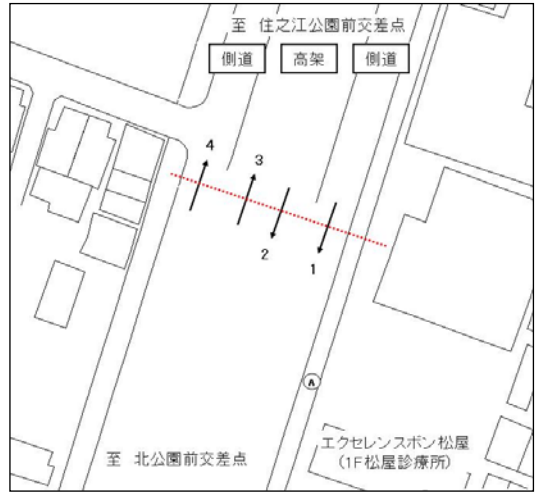 至 住之江公園前交差点
側道 高架 側道
4
3
2
1
A
エクセレンスボン松屋
(1F松屋診療所)
至 北公園前交差点